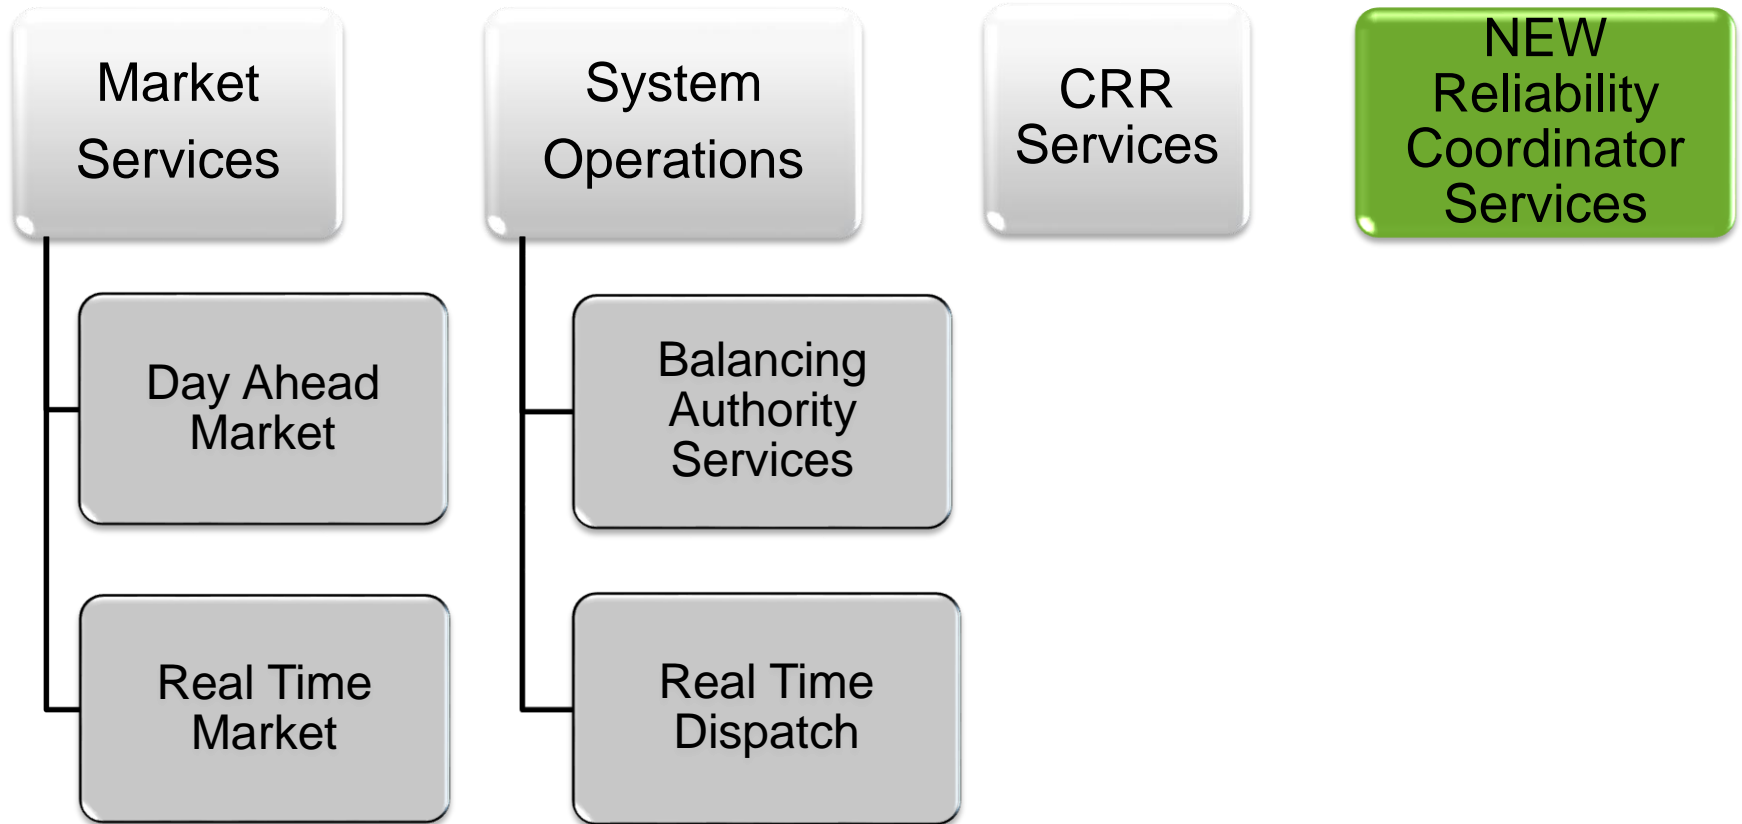 Market
Services
System
Operations
CRR
Services
NEW
Reliability
Coordinator
Services
Day Ahead
Market
Balancing
Authority
Services
Real Time
Market
Real Time
Dispatch